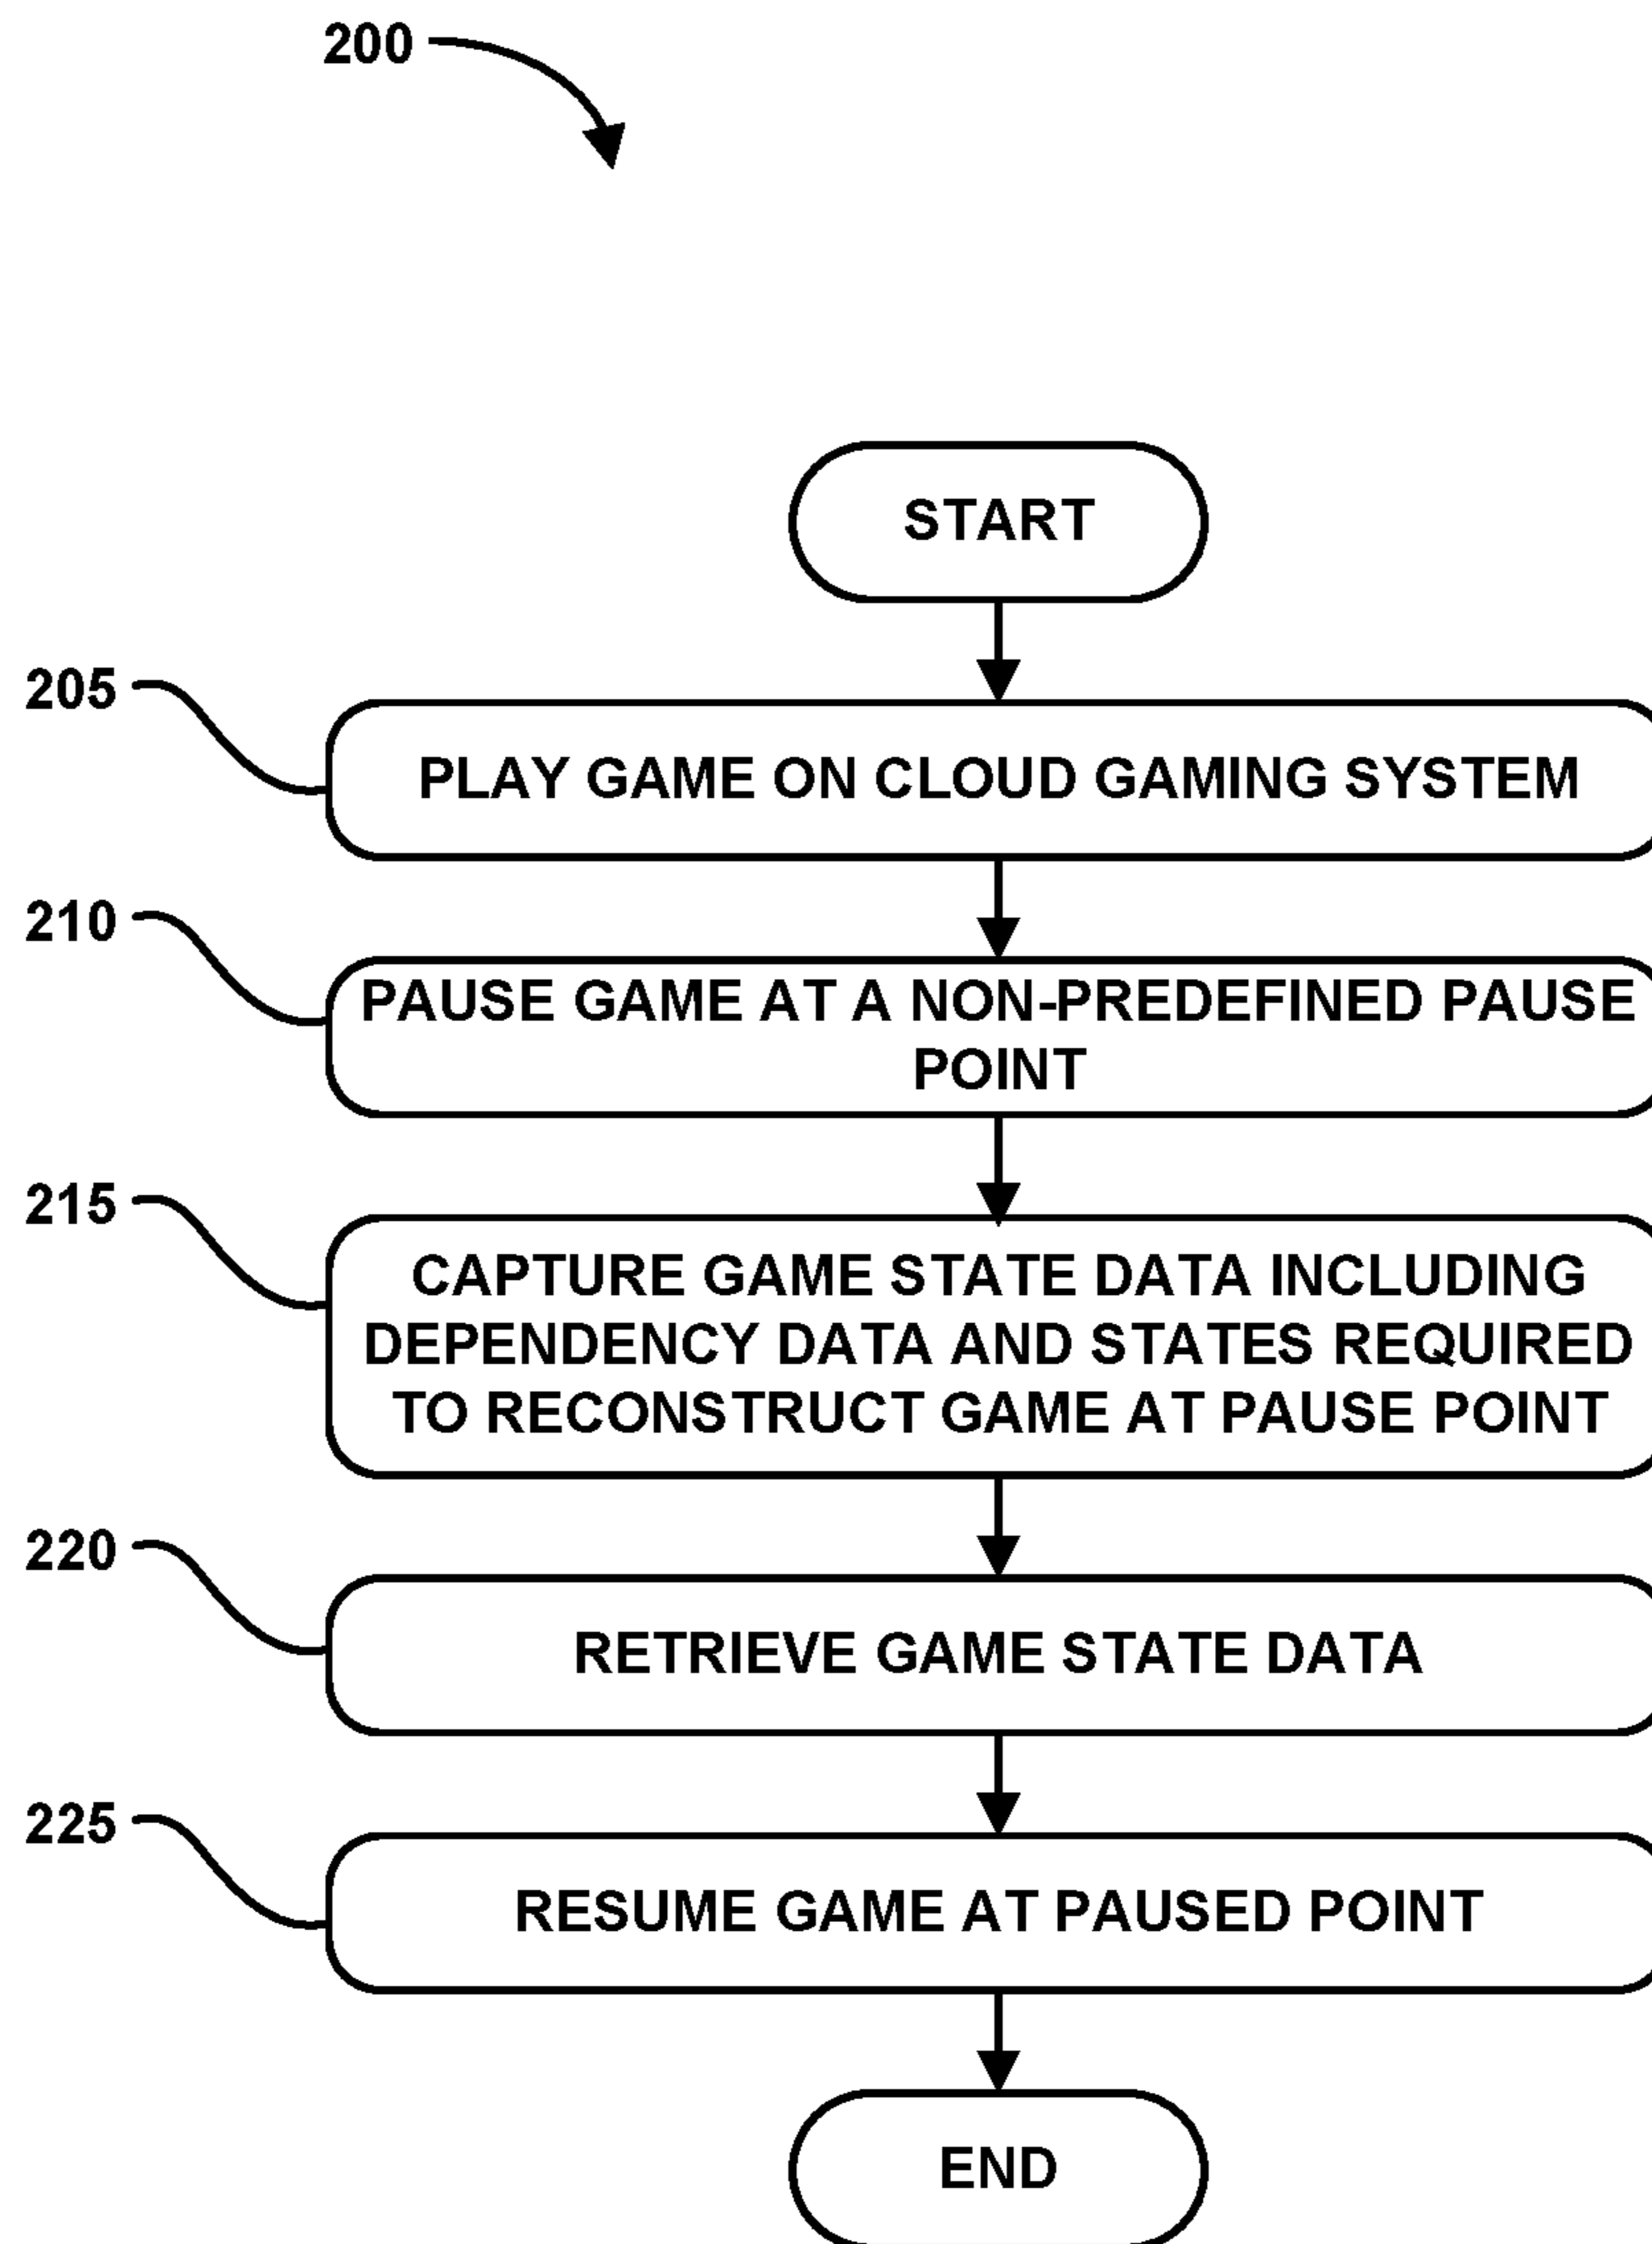 200
START
205
PLAY GAME ON CLOUD GAMING SYSTEM
210
PAUSE GAME AT A NON-PREDEFINED PAUSE
POINT
215
CAPTURE GAME STATE DATA INCLUDING
DEPENDENCY DATA AND STATES REQUIRED
TO RECONSTRUCT GAME AT PAUSE POINT
220
RETRIEVE GAME STATE DATA
225
RESUME GAME AT PAUSED POINT
END